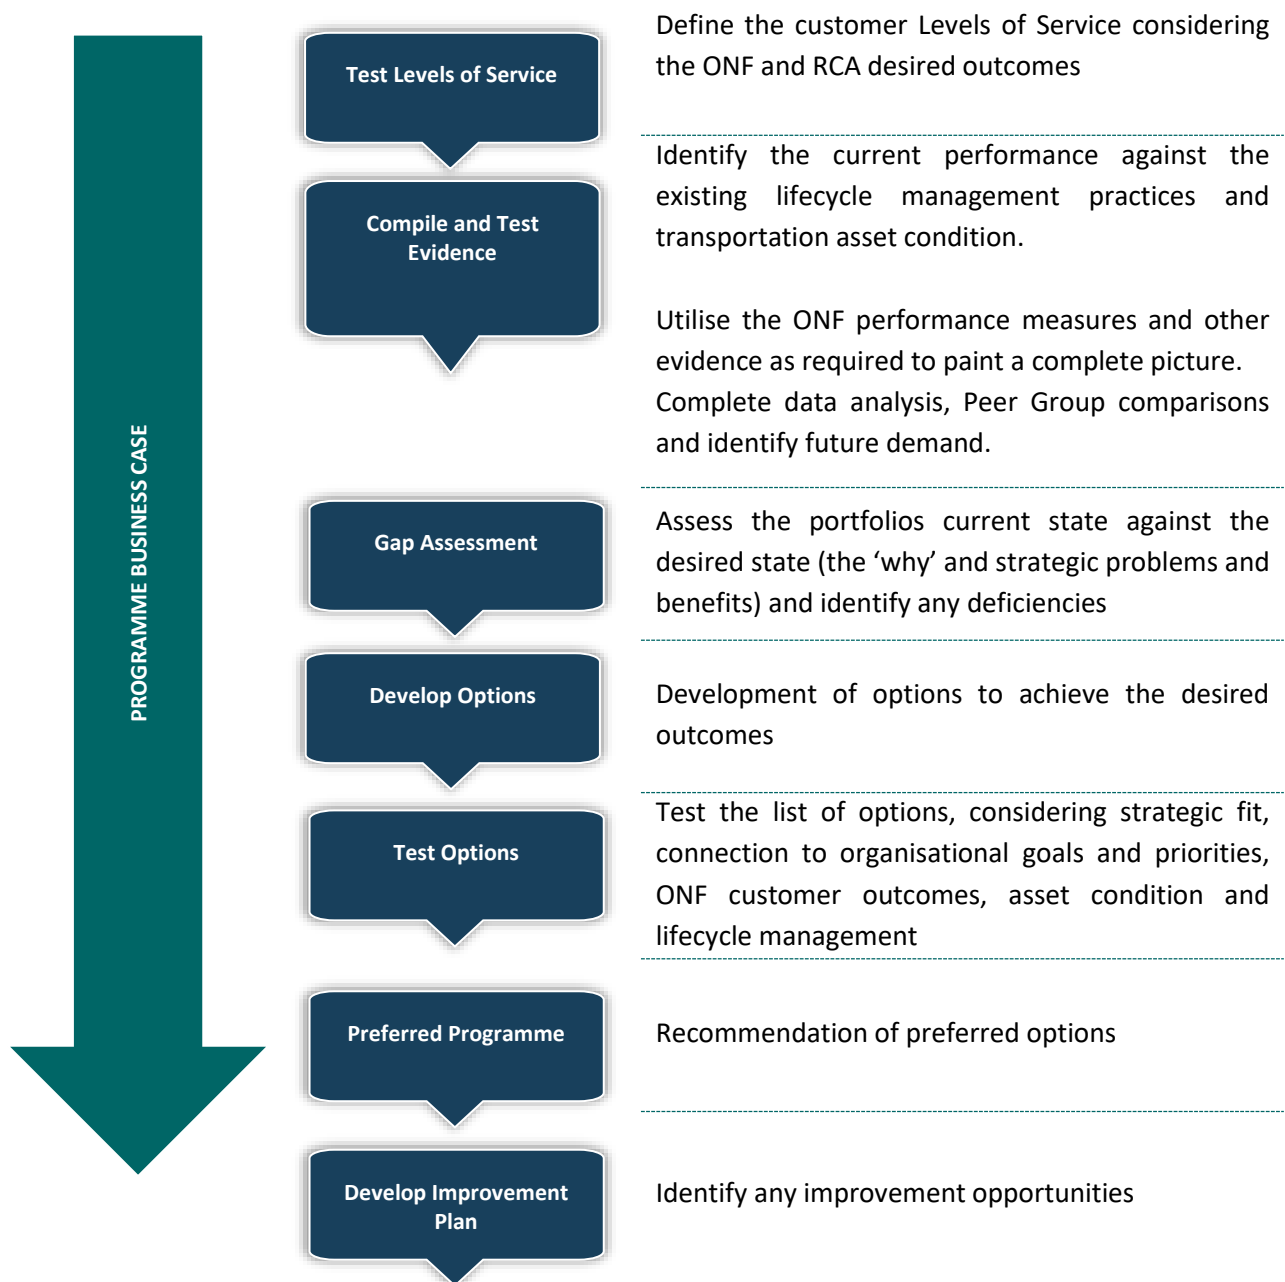 PROGRAMME BUSINESS CASE
Test Levels of Service
Define the customer Levels of Service considering
the ONF and RCA desired outcomes
Compile and Test
Evidence
Identify the current performance against the
existing lifecycle management practices and
transportation asset condition.
Utilise the ONF performance measures and other
evidence as required to paint a complete picture.
Complete data analysis, Peer Group comparisons
and identify future demand.
Gap Assessment
Assess the portfolios current state against the
desired state (the ‘why’ and strategic problems and
benefits) and identify any deficiencies
Develop Options
Development of options to achieve the desired
outcomes
Test Options
Test the list of options, considering strategic fit,
connection to organisational goals and priorities,
ONF customer outcomes, asset condition and
lifecycle management
Preferred Programme
Recommendation of preferred options
Develop Improvement
Plan
Identify any improvement opportunities